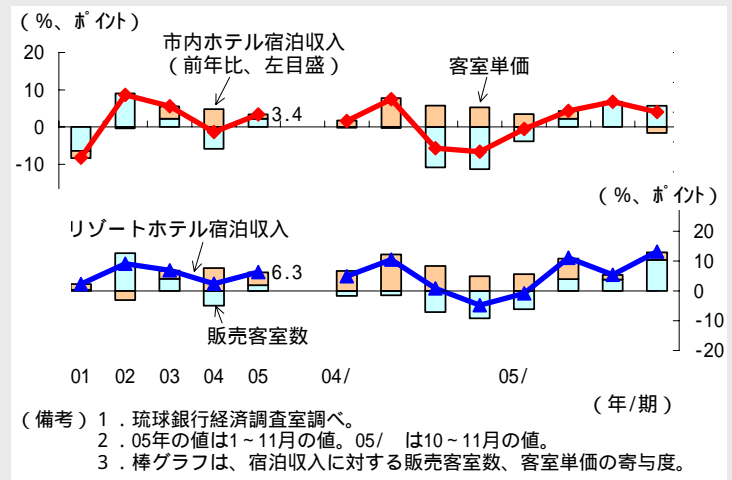 (%、ポイント)
20
10
0
-10
市内ホテル宿泊収入
(前年比、左目盛)
客室単価
3.4
(%、ポイント)
リゾートホテル宿泊収入
20
10
0
-10
-20
6.3
販売客室数
01 02 03 04 05 04/ 05/
(年/期)
(備考)1.琉球銀行経済調査室調べ。
2.05年の値は1~11月の値。05/ は10~11月の値。
3.棒グラフは、宿泊収入に対する販売客室数、客室単価の寄与度。